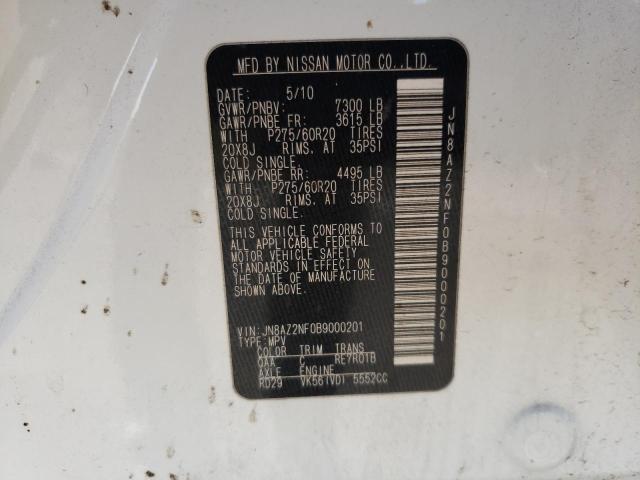 MFD BY NISSAN MOTOR CO.,LTD.
DATE: 5/10
GVWR/PNBV: 7300 LB
GAWR/PNBE FR: 3615 LB
WITH P275/60R20 TIRES
20X8J RIMS, AT 35PSI
COLD SINGLE.
GAWR/PNBE RR: 4495 LB
WITH P275/60R20 TIRES
20X8J RIMS, AT 35PSI
COLD SINGLE.
THIS VEHICLE CONFORMS TO
ALL APPLICABLE FEDERAL
MOTOR VEHICLE SAFETY
STANDARDS IN EFFECT ON
THE DATE OF MANUFACTURE
SHOWN ABOVE.
VIN: JN8AZ2NF0B9000201
TYPE: MPV
COLOR TRIM TRANS
QAA C RE7R01B
AXLE ENGINE
RD29 VK56(VD) 5552CC
JN8AZ2NF0B9000201